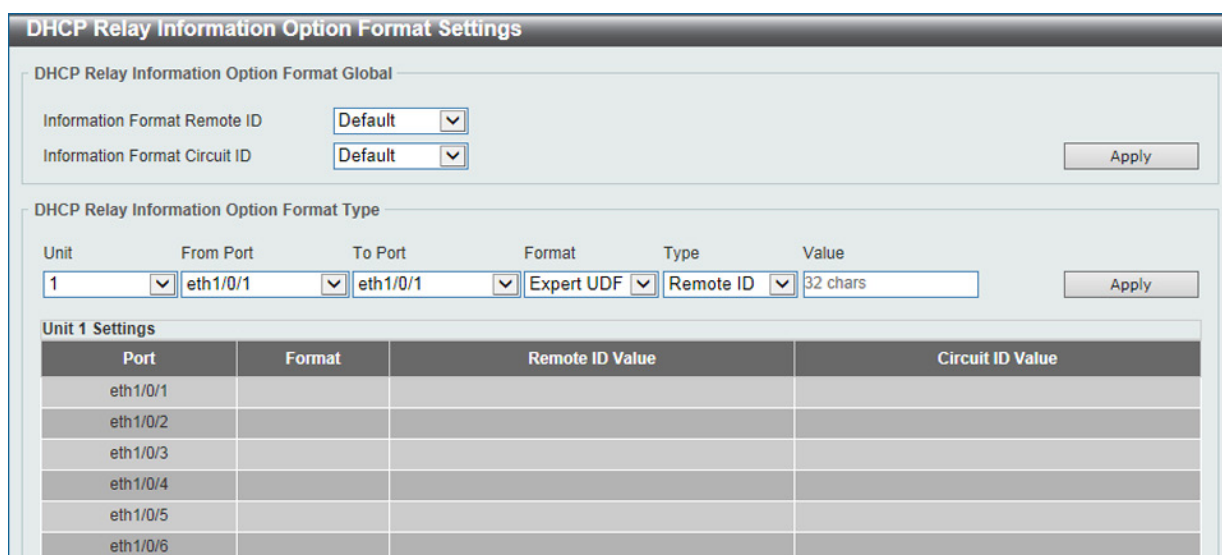 DHCP Relay Information Option Format Settings
DHCP Relay Information Option Format Global
Information Format Remote ID Default
Information Format Circuit ID Default Apply
DHCP Relay Information Option Format Type
Unit From Port To Port Format Type Value
1 eth1/0/1 eth1/0/1 Expert UDF Remote ID 32 chars Apply
Unit 1 Settings
Port Format Remote ID Value Circuit ID Value
eth1/0/1
eth1/0/2
eth1/0/3
eth1/0/4
eth1/0/5
eth1/0/6